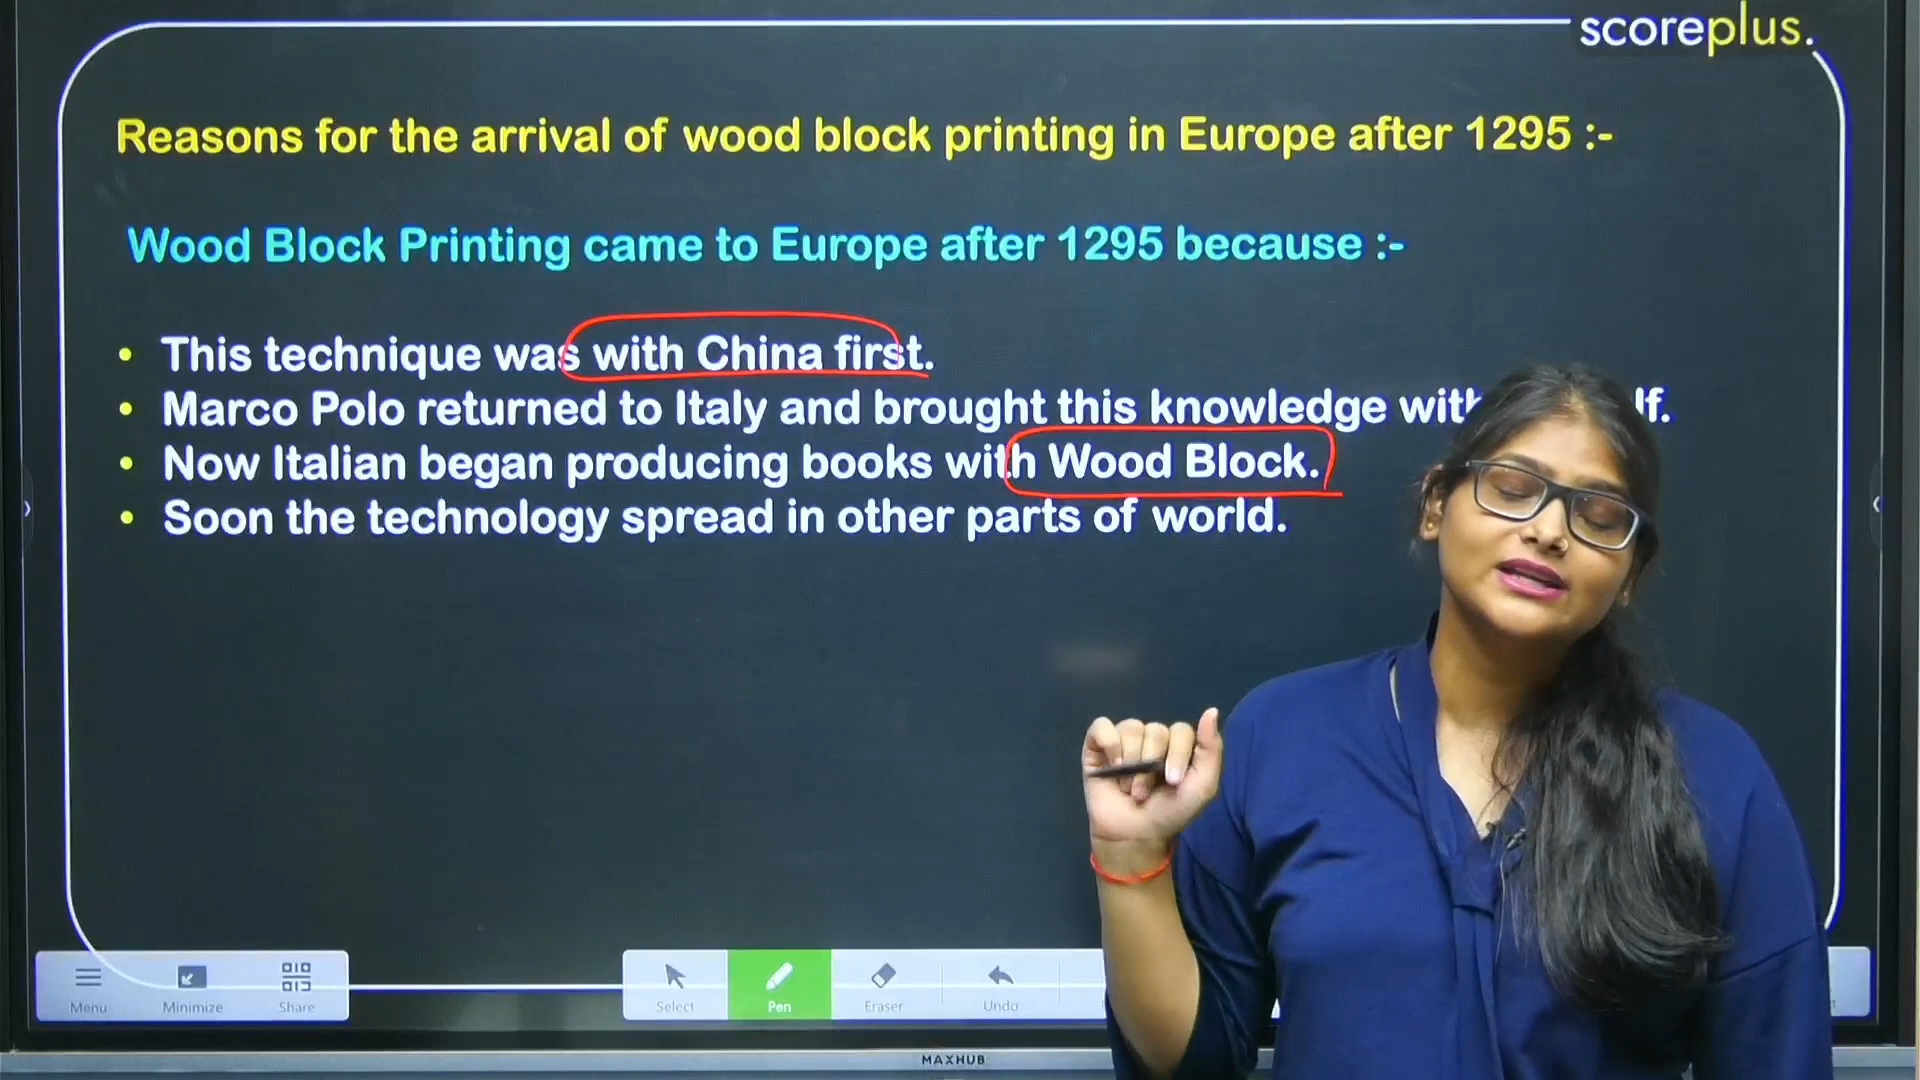 scoreplus.
Reasons for the arrival of wood block printing in Europe after 1295 :-
Wood Block Printing came to Europe after 1295 because :-
• This technique was with China first.
• Marco Polo returned to Italy and brought this knowledge with
• Now Italian began producing books with Wood Block.
• Soon the technology spread in other parts of world.
Menu Minimize Share Select Pen Eraser Undo
MAXHUB